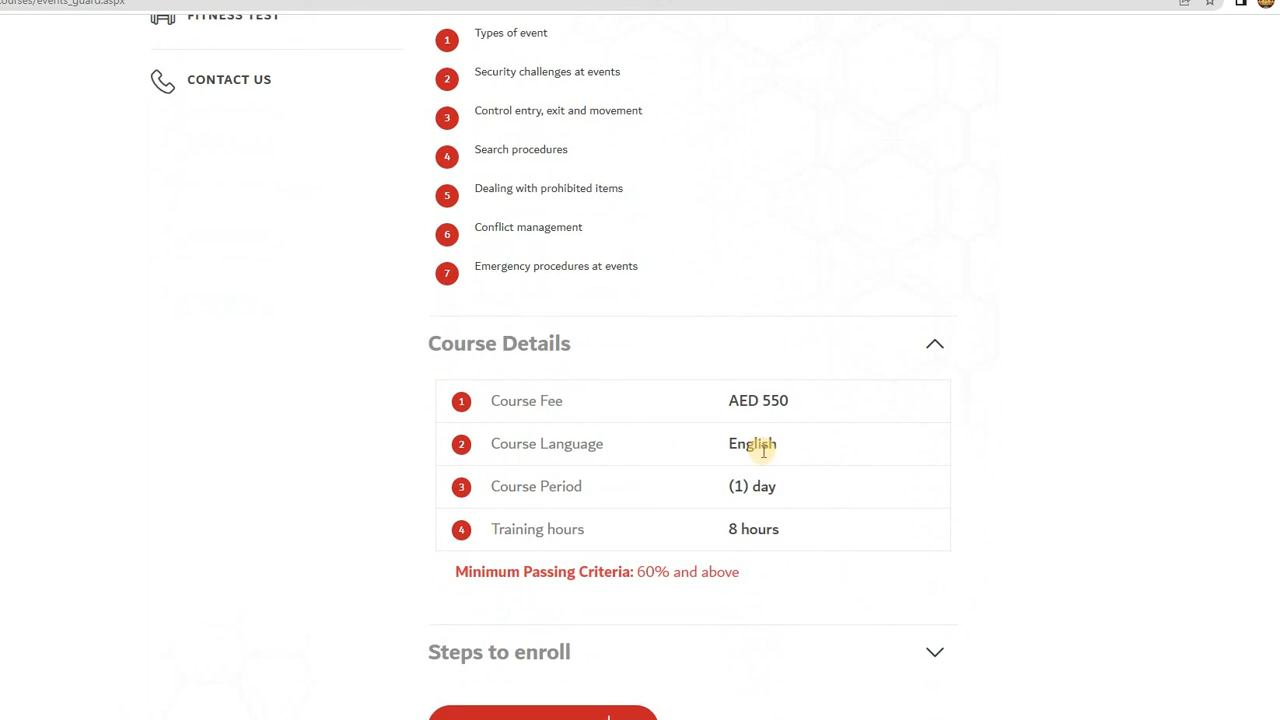 courses/events_guard.aspx
FITNESS TEST
CONTACT US
1 Types of event
2 Security challenges at events
3 Control entry, exit and movement
4 Search procedures
5 Dealing with prohibited items
6 Conflict management
7 Emergency procedures at events
Course Details
1 Course Fee AED 550
2 Course Language English
3 Course Period (1) day
4 Training hours 8 hours
Minimum Passing Criteria: 60% and above
Steps to enroll